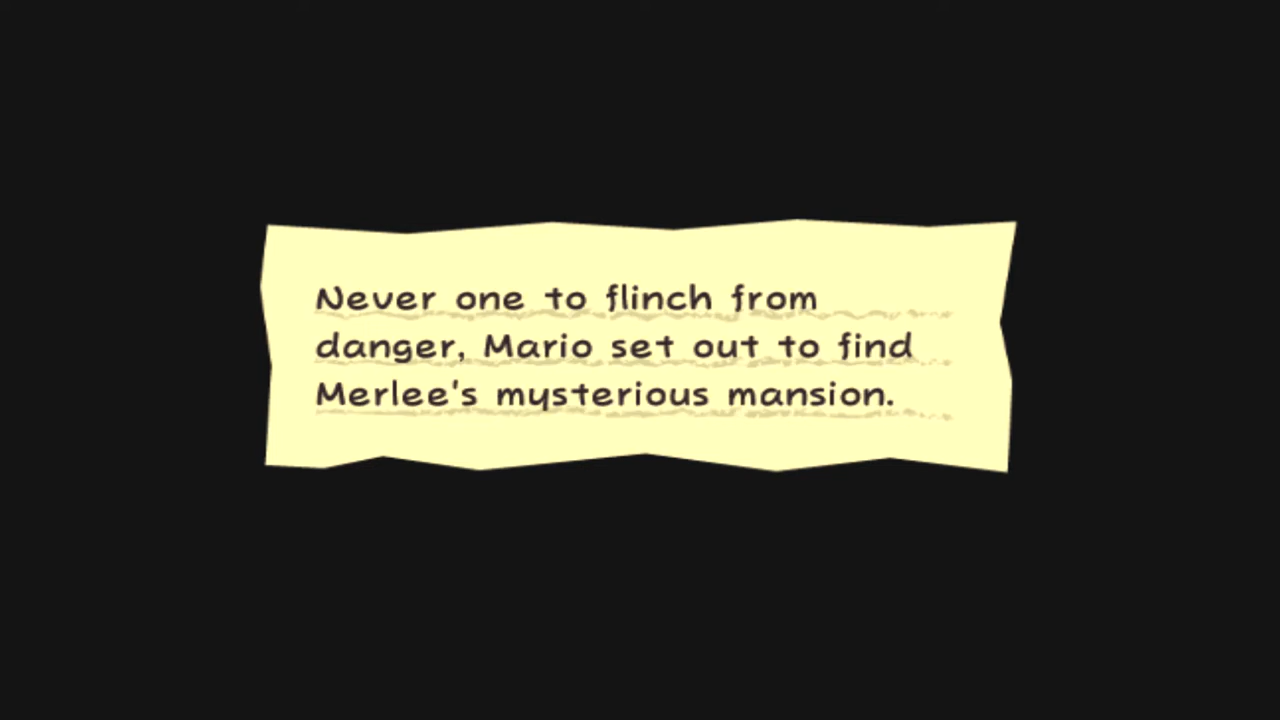 Never one to flinch from
danger, Mario set out to find
Merlee's mysterious mansion.